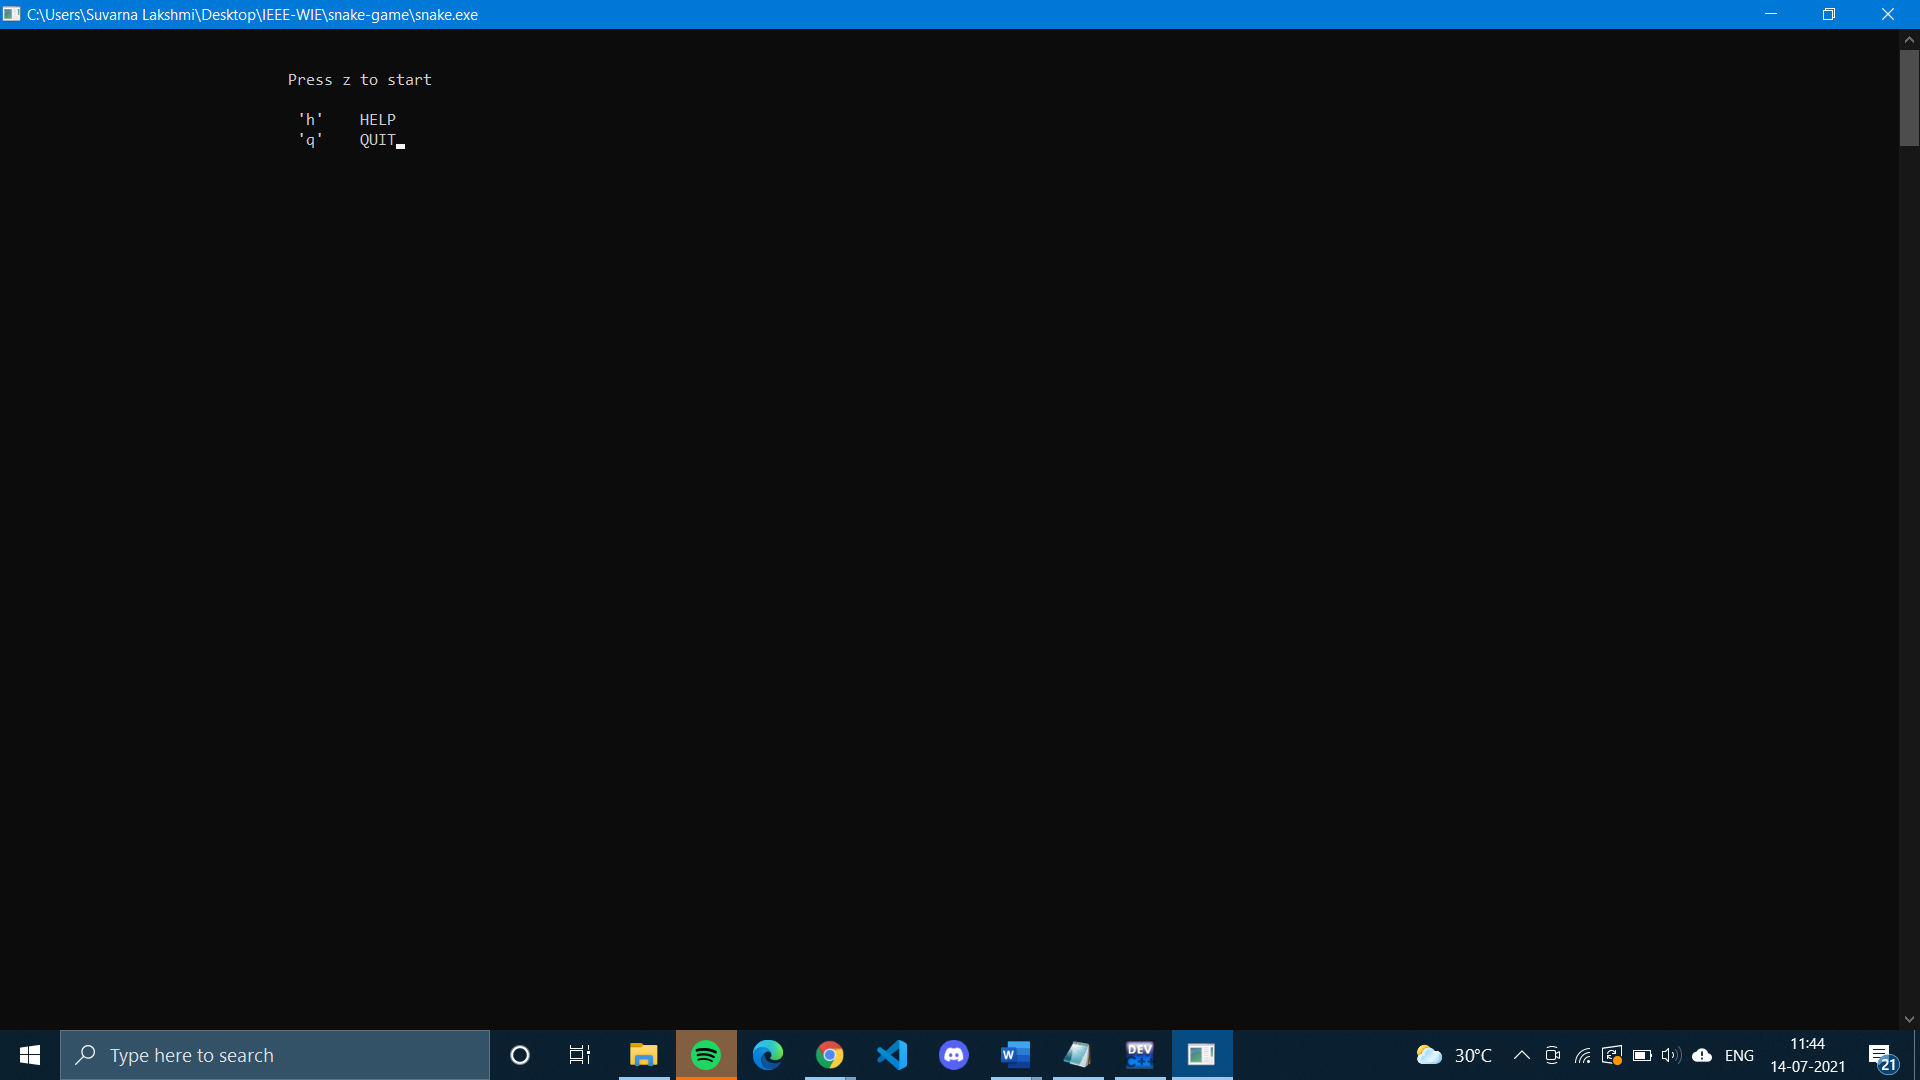 C:\Users\Suvarna Lakshmi\Desktop\IEEE-WIE\snake-game\snake.exe
Press z to start
'h' HELP
'q' QUIT
Type here to search
W
DEV
C++
30°C
ENG
11:44
14-07-2021
21